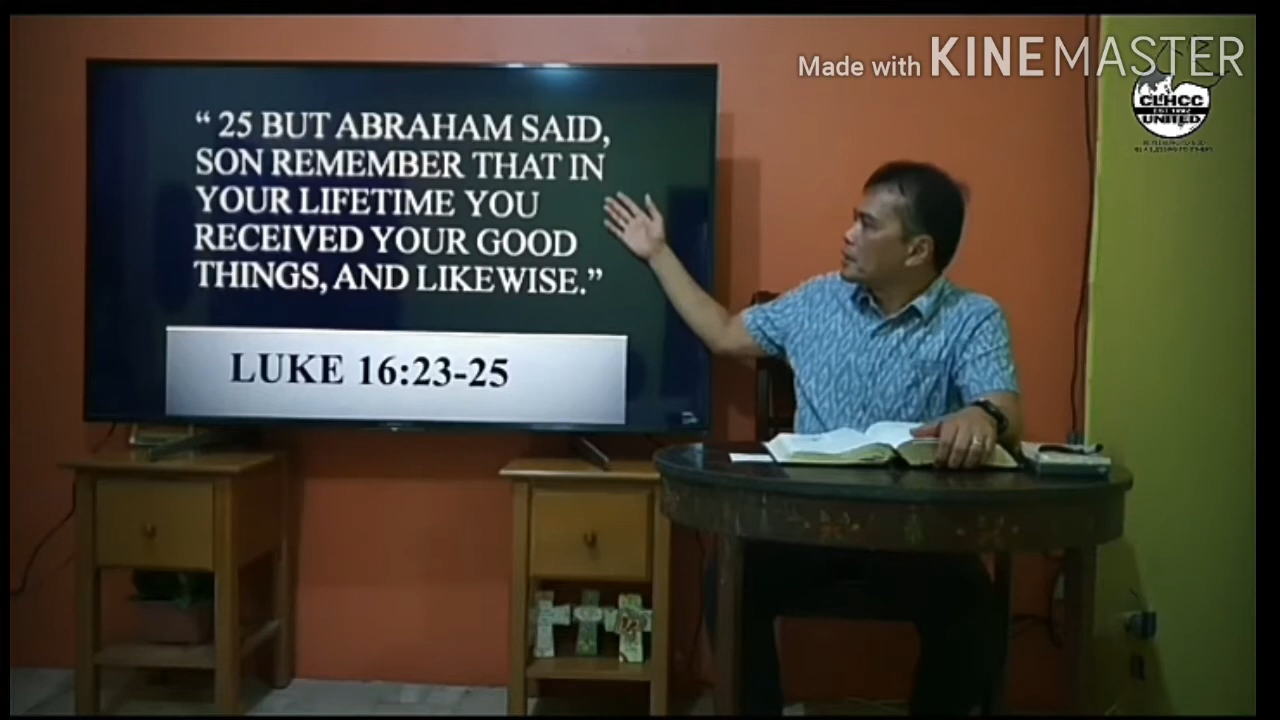 Made with KINEMASTER
CLHCC
UNITED
“ 25 BUT ABRAHAM SAID,
SON REMEMBER THAT IN
YOUR LIFETIME YOU
RECEIVED YOUR GOOD
THINGS, AND LIKEWISE.”
LUKE 16:23-25